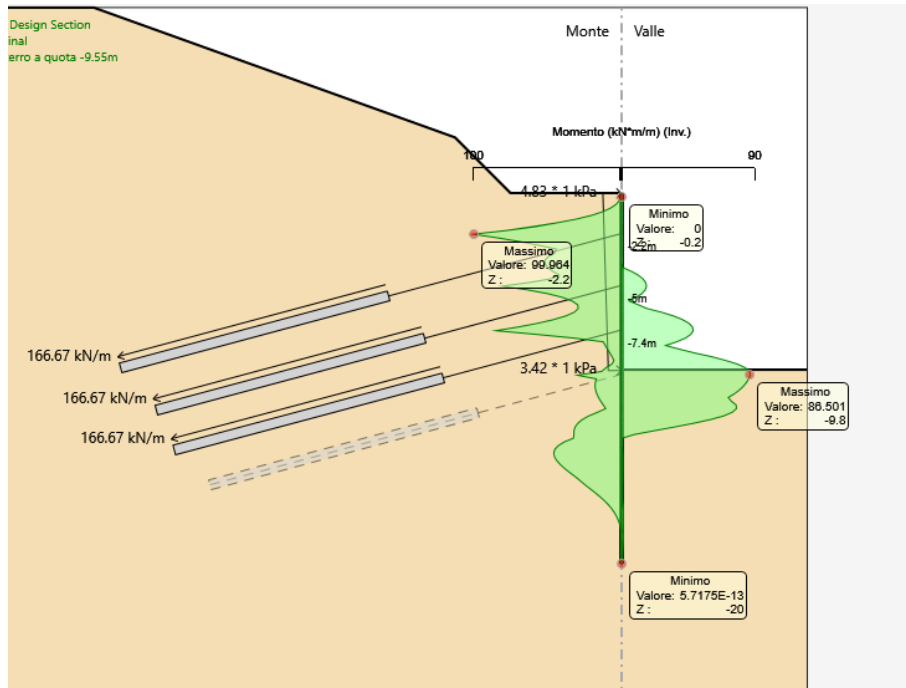 Design Section
inal
erro a quota -9.55m
Monte
Valle
Momento (kN*m/m) (Inv.)
100
90
4.83 * 1 kPa
Minimo
Valore: 0
Z : -0.2
-2.2m
Massimo
Valore: 99.964
Z : -2.2
-5m
166.67 kN/m
-7.4m
3.42 * 1 kPa
166.67 kN/m
Massimo
Valore: 86.501
Z : -9.8
166.67 kN/m
Minimo
Valore: 5.7175E-13
Z : -20